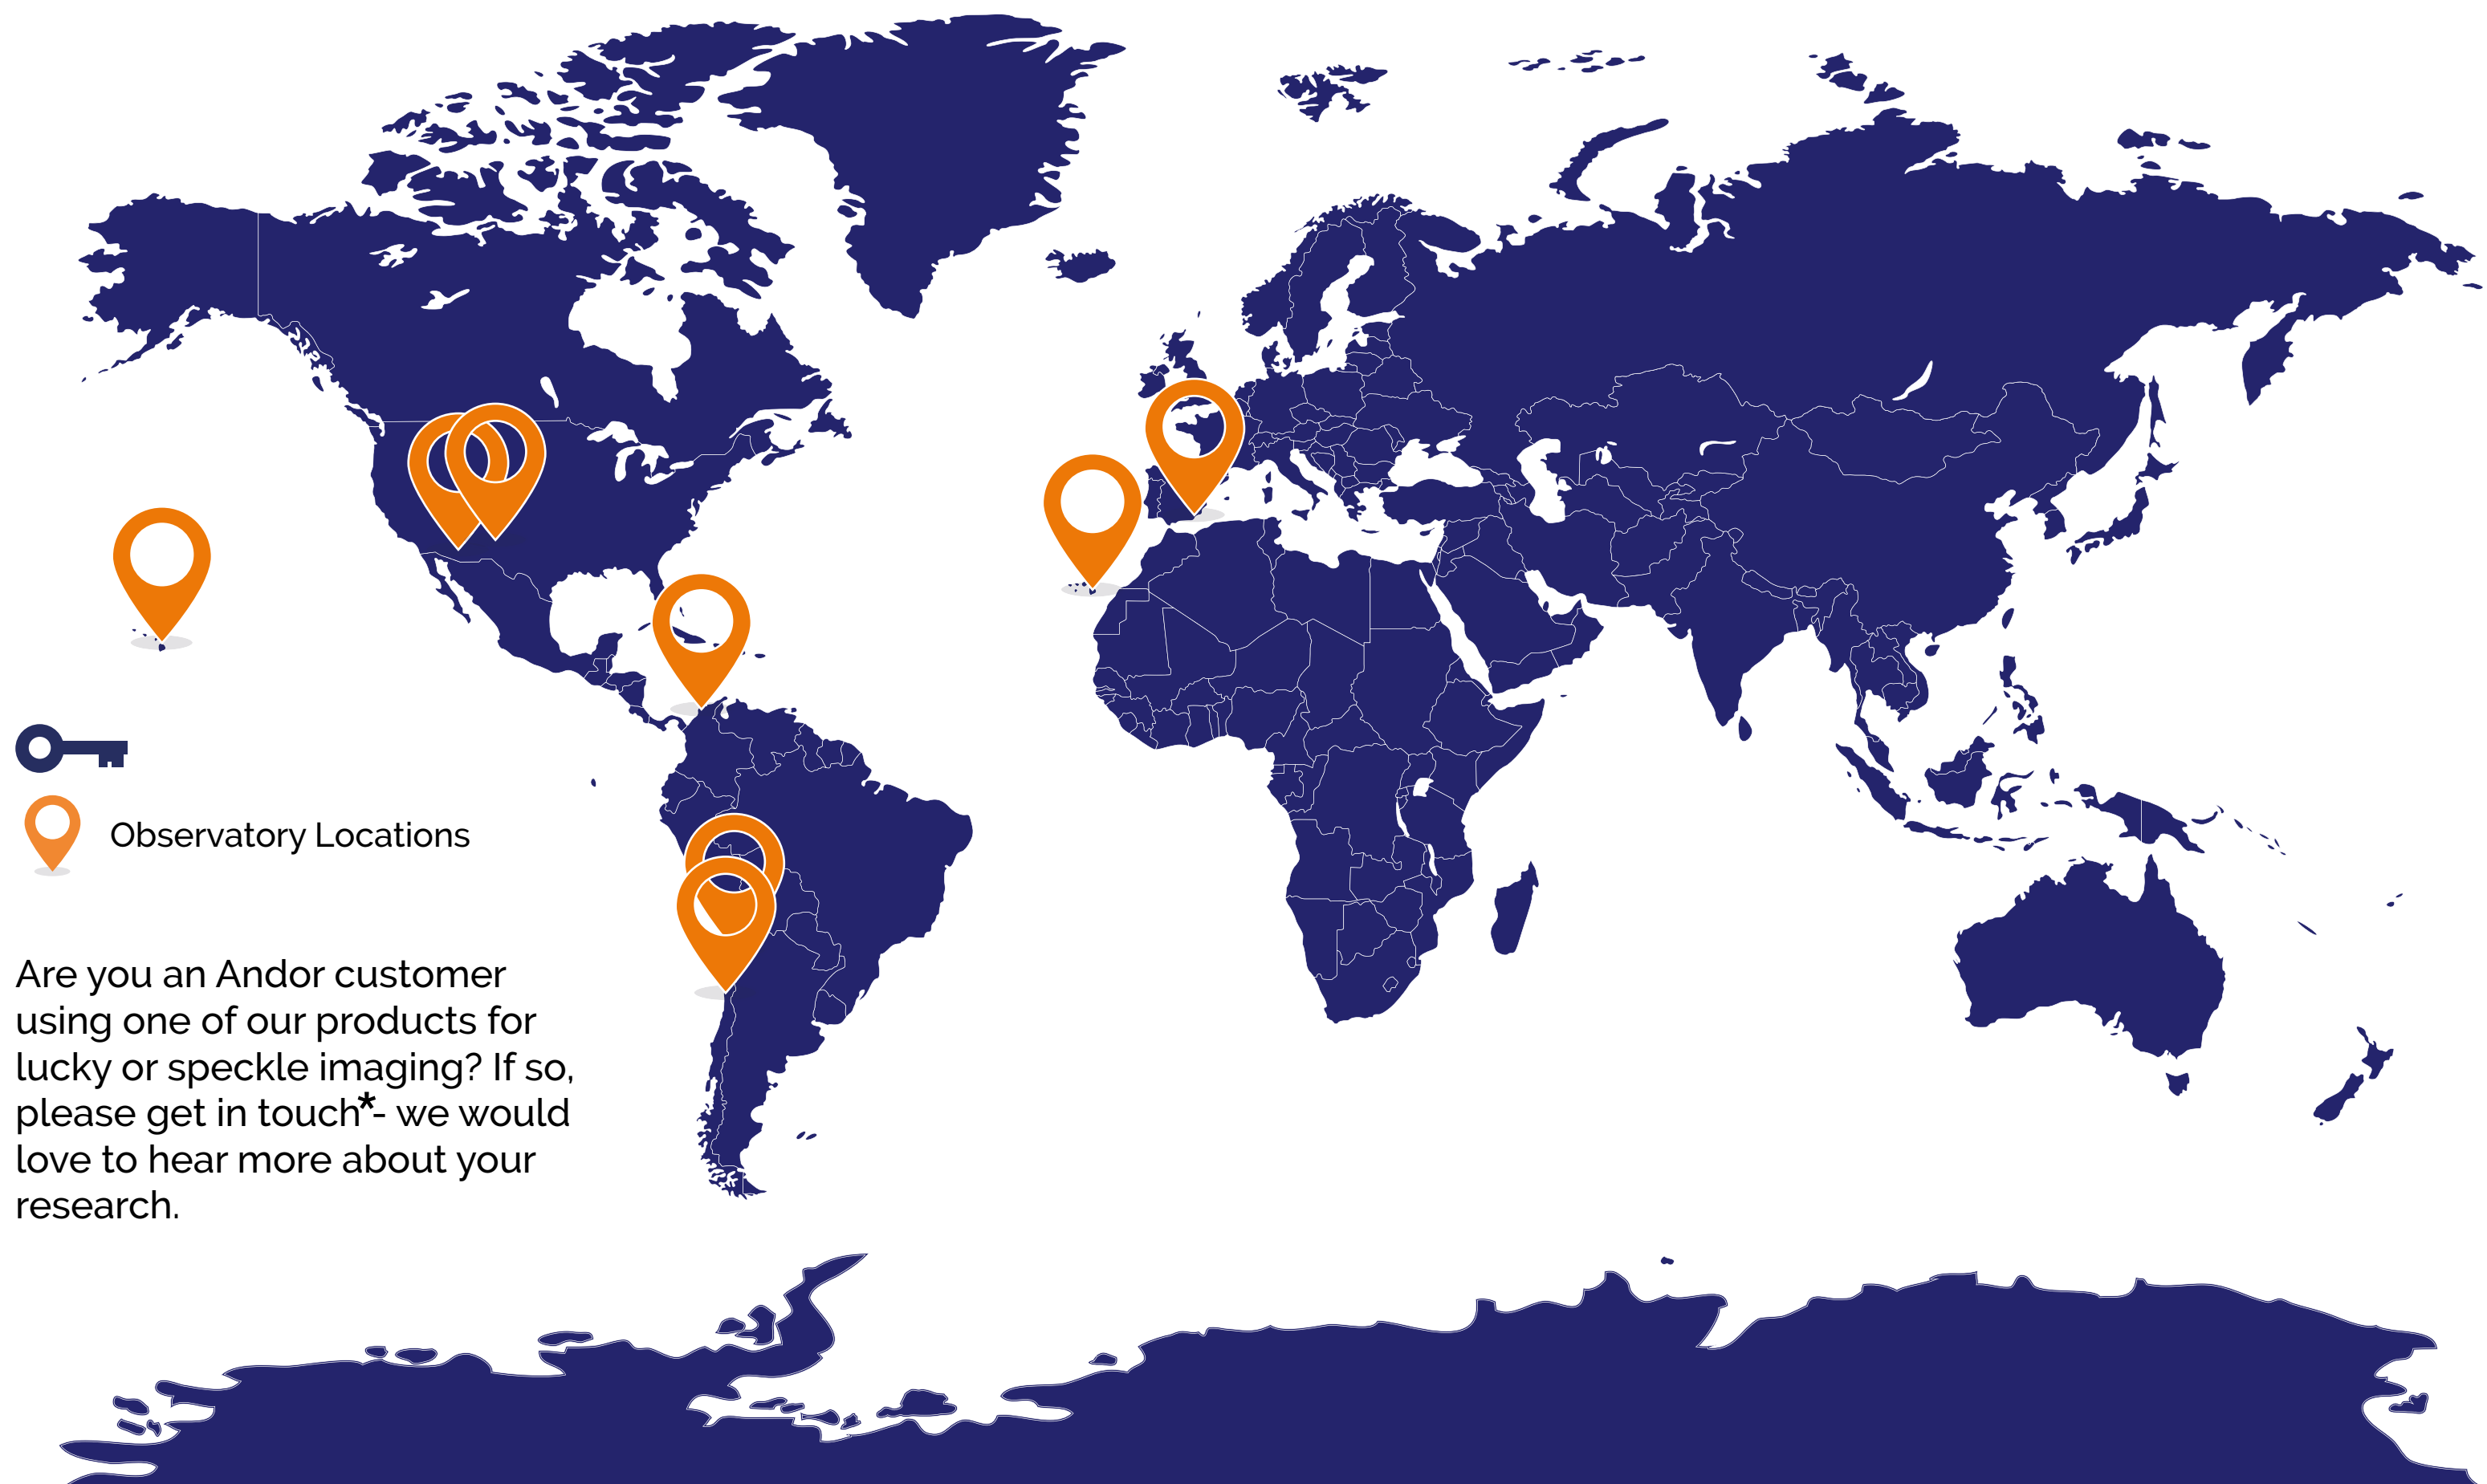 Observatory Locations
Are you an Andor customer
using one of our products for
lucky or speckle imaging? If so,
please get in touch*- we would
love to hear more about your
research.